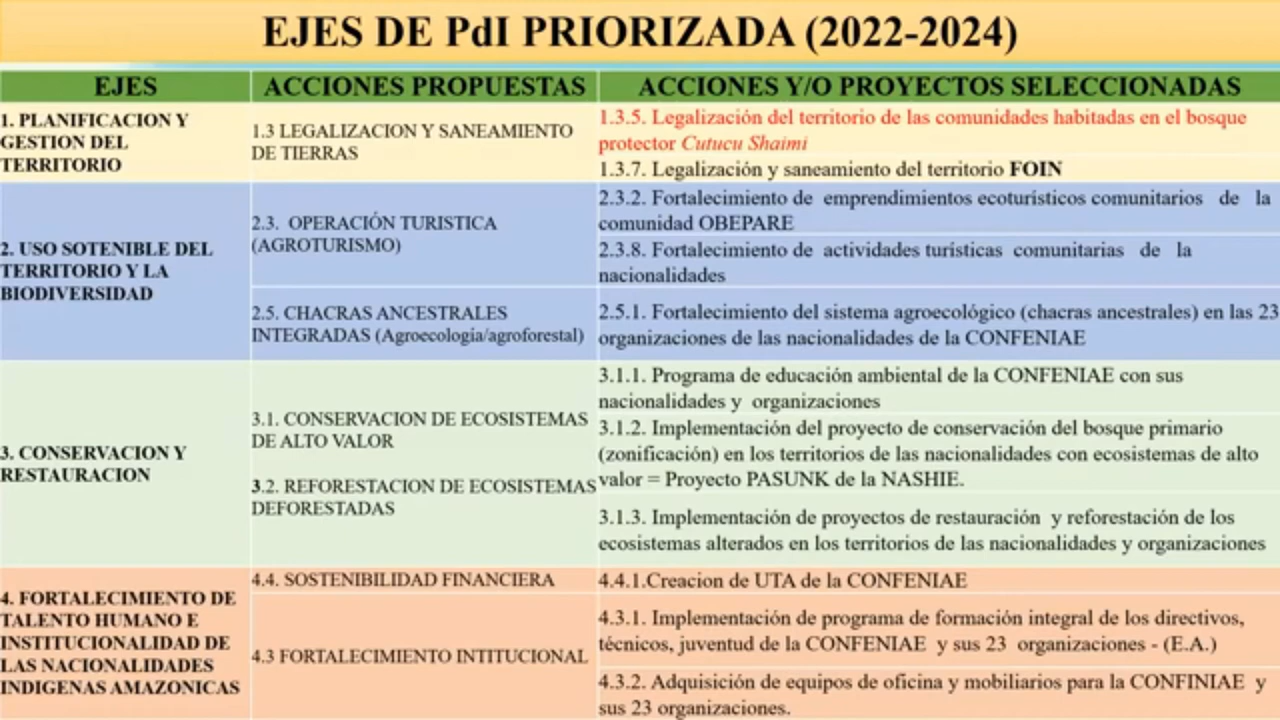 EJES DE PdI PRIORIZADA (2022-2024)
EJES
ACCIONES PROPUESTAS
ACCIONES Y/O PROYECTOS SELECCIONADAS
1. PLANIFICACION Y
GESTION DEL
TERRITORIO
1.3 LEGALIZACION Y SANEAMIENTO
DE TIERRAS
1.3.5. Legalización del territorio de las comunidades habitadas en el bosque
protector Cutucu Shaimi
1.3.7. Legalización y saneamiento del territorio FOIN
2. USO SOTENIBLE DEL
TERRITORIO Y LA
BIODIVERSIDAD
2.3. OPERACIÓN TURISTICA
(AGROTURISMO)
2.3.2. Fortalecimiento de emprendimientos ecoturísticos comunitarios de la
comunidad OBEPARE
2.3.8. Fortalecimiento de actividades turísticas comunitarias de la
nacionalidades
2.5. CHACRAS ANCESTRALES
INTEGRADAS (Agroecología/agroforestal)
2.5.1. Fortalecimiento del sistema agroecológico (chacras ancestrales) en las 23
organizaciones de las nacionalidades de la CONFENIAE
3. CONSERVACION Y
RESTAURACION
3.1. CONSERVACION DE ECOSISTEMAS
DE ALTO VALOR
3.2. REFORESTACION DE ECOSISTEMAS
DEFORESTADAS
3.1.1. Programa de educación ambiental de la CONFENIAE con sus
nacionalidades y organizaciones
3.1.2. Implementación del proyecto de conservación del bosque primario
(zonificación) en los territorios de las nacionalidades con ecosistemas de alto
valor = Proyecto PASUNK de la NASHIE.
3.1.3. Implementación de proyectos de restauración y reforestación de los
ecosistemas alterados en los territorios de las nacionalidades y organizaciones
4. FORTALECIMIENTO DE
TALENTO HUMANO E
INSTITUCIONALIDAD DE
LAS NACIONALIDADES
INDIGENAS AMAZONICAS
4.4. SOSTENIBILIDAD FINANCIERA
4.4.1.Creacion de UTA de la CONFENIAE
4.3 FORTALECIMIENTO INTITUCIONAL
4.3.1. Implementación de programa de formación integral de los directivos,
técnicos, juventud de la CONFENIAE y sus 23 organizaciones - (E.A.)
4.3.2. Adquisición de equipos de oficina y mobiliarios para la CONFINIAE y
sus 23 organizaciones.